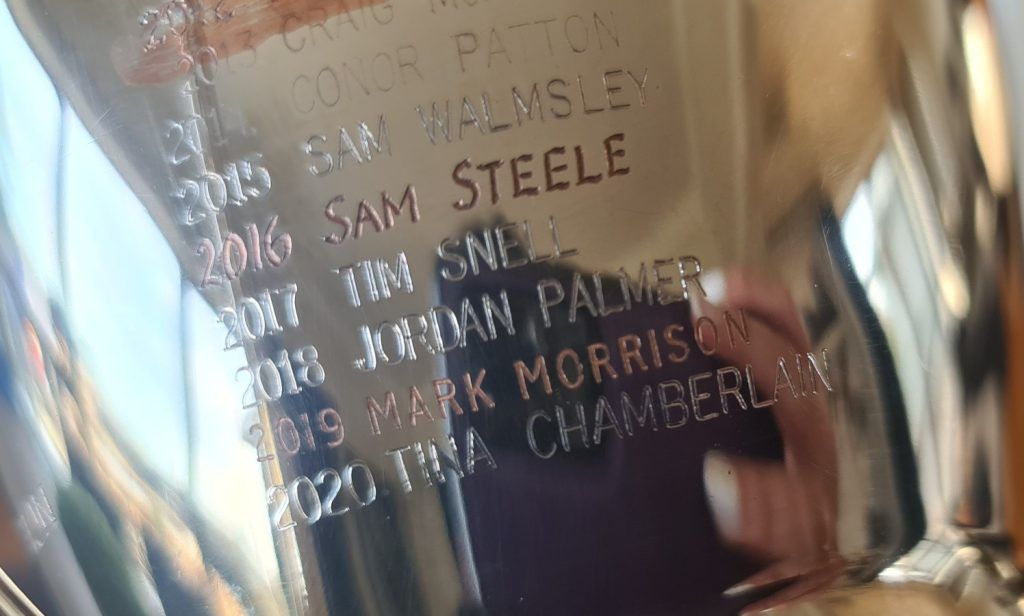 2013 CRAIG
CONOR PATTON
2015 SAM WALMSLEY
2016 SAM STEELE
2017 TIM SNELL
2018 JORDAN PALMER
2019 MARK MORRISON
2020 TINA CHAMBERLAIN